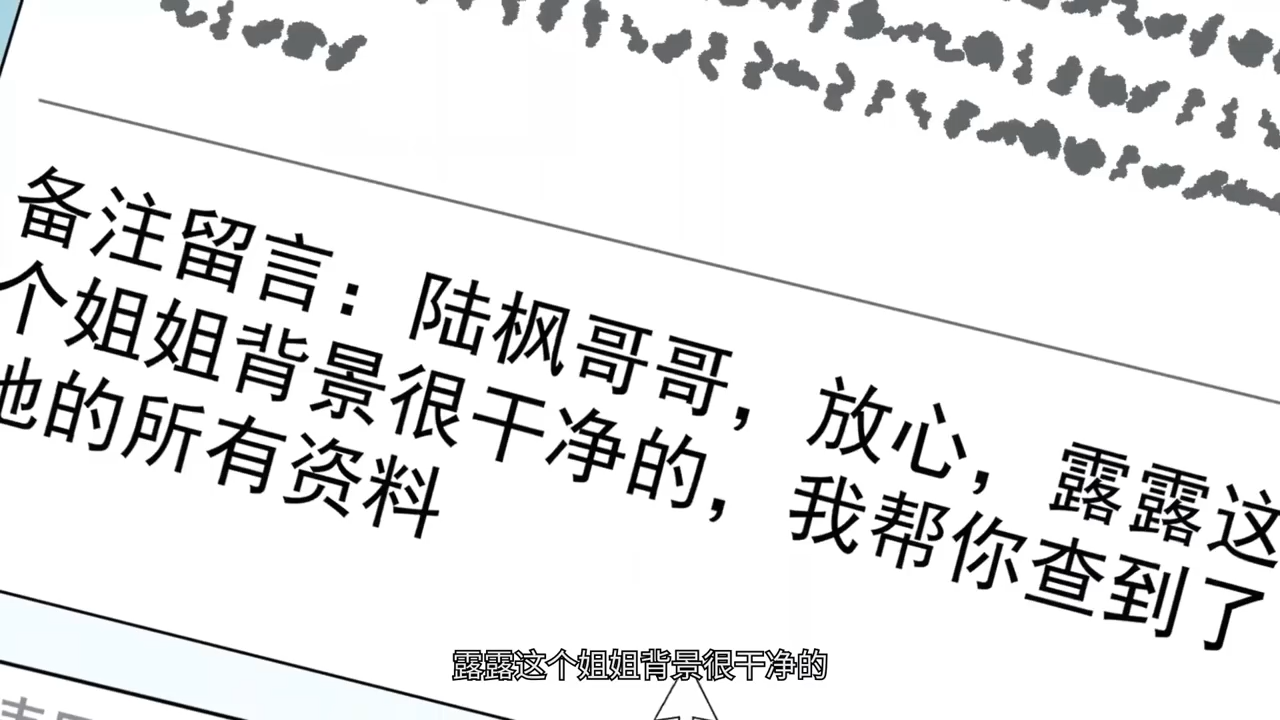 备注留言：陆枫哥哥，放心，露露这
个姐姐背景很干净的，我帮你查到了
她的所有资料
露露这个姐姐背景很干净的